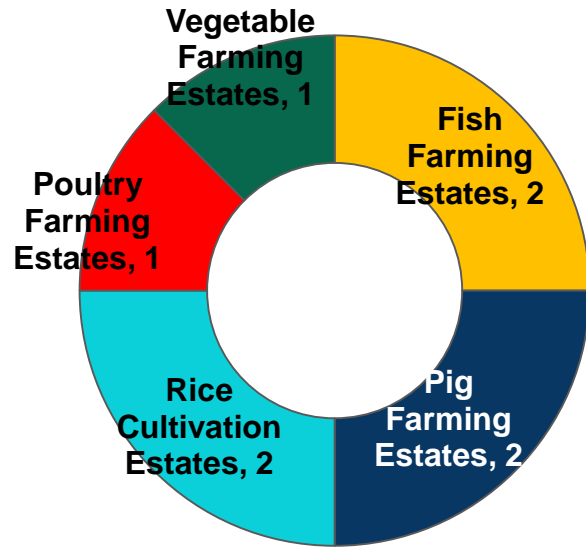 Vegetable
Farming
Estates, 1
Fish
Farming
Estates, 2
Poultry
Farming
Estates, 1
Pig
Farming
Estates, 2
Rice
Cultivation
Estates, 2